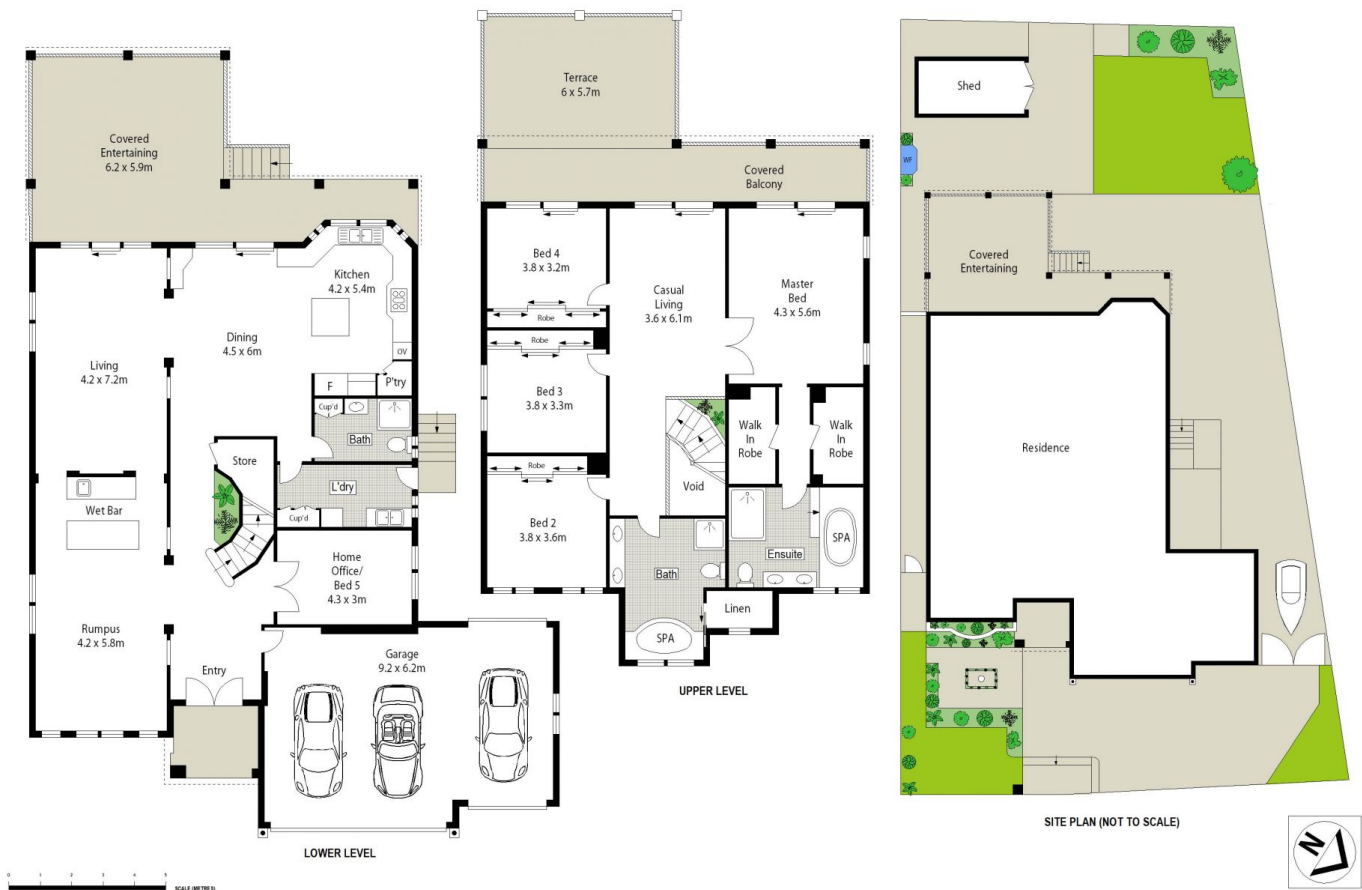 Covered
Entertaining
6.2 x 5.9m
Living
4.2 x 7.2m
Dining
4.5 x 6m
Kitchen
4.2 x 5.4m
OV
F
P'try
Cup'd
Bath
Store
L'dry
Cup'd
Wet Bar
Home
Office/
Bed 5
4.3 x 3m
Rumpus
4.2 x 5.8m
Entry
Garage
9.2 x 6.2m
LOWER LEVEL
0 1 2 3 4 5
SCALE (METRES)
Terrace
6 x 5.7m
Covered
Balcony
Bed 4
3.8 x 3.2m
Robe
Robe
Bed 3
3.8 x 3.3m
Robe
Bed 2
3.8 x 3.6m
Casual
Living
3.6 x 6.1m
Master
Bed
4.3 x 5.6m
Walk
In
Robe
Walk
In
Robe
Void
Bath
SPA
Ensuite
SPA
Linen
UPPER LEVEL
Shed
WF
Covered
Entertaining
Residence
SITE PLAN (NOT TO SCALE)
N